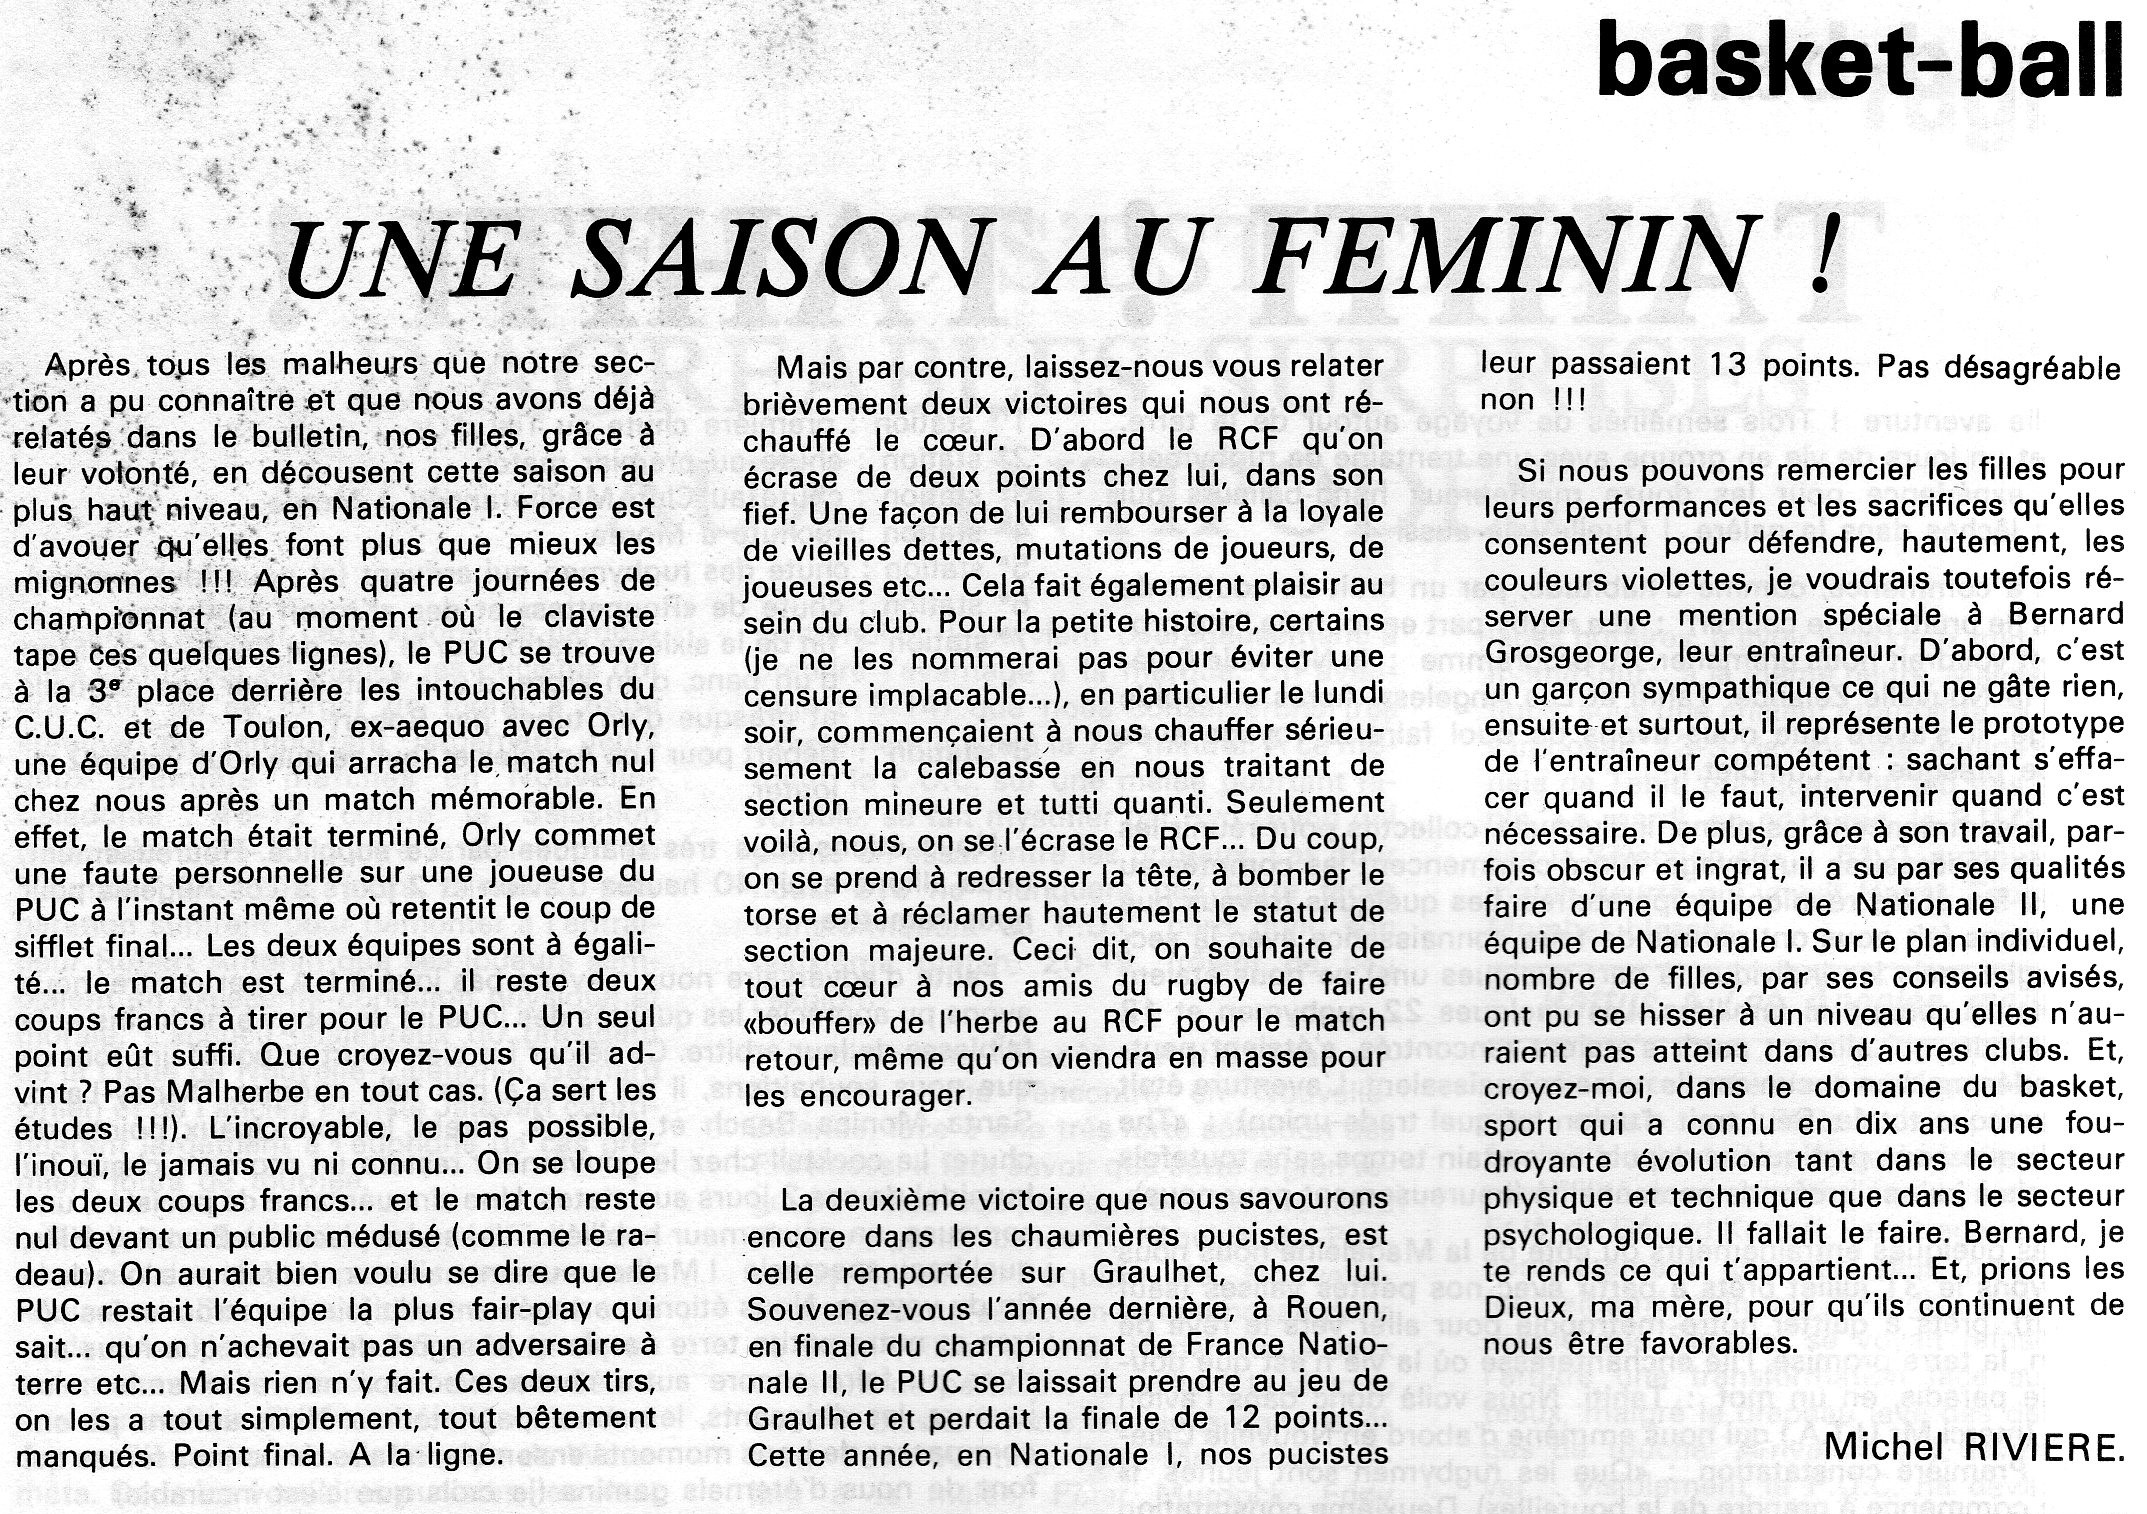 basket-ball
UNE SAISON AU FEMININ !
Après tous les malheurs que notre sec-
tion a pu connaître et que nous avons déjà
relatés dans le bulletin, nos filles, grâce à
leur volonté, en décousent cette saison au
plus haut niveau, en Nationale I. Force est
d'avouer qu'elles font plus que mieux les
mignonnes !!! Après quatre journées de
championnat (au moment où le claviste
tape ces quelques lignes), le PUC se trouve
à la 3e place derrière les intouchables du
C.U.C. et de Toulon, ex-aequo avec Orly,
une équipe d'Orly qui arracha le match nul
chez nous après un match mémorable. En
effet, le match était terminé, Orly commet
une faute personnelle sur une joueuse du
PUC à l'instant même où retentit le coup de
sifflet final... Les deux équipes sont à égali-
té... le match est terminé... il reste deux
coups francs à tirer pour le PUC... Un seul
point eût suffi. Que croyez-vous qu'il ad-
vint ? Pas Malherbe en tout cas. (Ça sert les
études !!!). L'incroyable, le pas possible,
l'inouï, le jamais vu ni connu... On se loupe
les deux coups francs... et le match reste
nul devant un public médusé (comme le ra-
deau). On aurait bien voulu se dire que le
PUC restait l'équipe la plus fair-play qui
sait... qu'on n'achevait pas un adversaire à
terre etc... Mais rien n'y fait. Ces deux tirs,
on les a tout simplement, tout bêtement
manqués. Point final. A la ligne.
Mais par contre, laissez-nous vous relater
brièvement deux victoires qui nous ont ré-
chauffé le cœur. D'abord le RCF qu'on
écrase de deux points chez lui, dans son
fief. Une façon de lui rembourser à la loyale
de vieilles dettes, mutations de joueurs, de
joueuses etc... Cela fait également plaisir au
sein du club. Pour la petite histoire, certains
(je ne les nommerai pas pour éviter une
censure implacable...), en particulier le lundi
soir, commençaient à nous chauffer sérieu-
sement la calebasse en nous traitant de
section mineure et tutti quanti. Seulement
voilà, nous, on se l'écrase le RCF... Du coup,
on se prend à redresser la tête, à bomber le
torse et à réclamer hautement le statut de
section majeure. Ceci dit, on souhaite de
tout cœur à nos amis du rugby de faire
«bouffer» de l'herbe au RCF pour le match
retour, même qu'on viendra en masse pour
les encourager.
La deuxième victoire que nous savourons
encore dans les chaumières pucistes, est
celle remportée sur Graulhet, chez lui.
Souvenez-vous l'année dernière, à Rouen,
en finale du championnat de France Natio-
nale II, le PUC se laissait prendre au jeu de
Graulhet et perdait la finale de 12 points...
Cette année, en Nationale I, nos pucistes
leur passaient 13 points. Pas désagréable
non !!!
Si nous pouvons remercier les filles pour
leurs performances et les sacrifices qu'elles
consentent pour défendre, hautement, les
couleurs violettes, je voudrais toutefois ré-
server une mention spéciale à Bernard
Grosgeorge, leur entraîneur. D'abord, c'est
un garçon sympathique ce qui ne gâte rien,
ensuite et surtout, il représente le prototype
de l'entraîneur compétent : sachant s'effa-
cer quand il le faut, intervenir quand c'est
nécessaire. De plus, grâce à son travail, par-
fois obscur et ingrat, il a su par ses qualités
faire d'une équipe de Nationale II, une
équipe de Nationale I. Sur le plan individuel,
nombre de filles, par ses conseils avisés,
ont pu se hisser à un niveau qu'elles n'au-
raient pas atteint dans d'autres clubs. Et,
croyez-moi, dans le domaine du basket,
sport qui a connu en dix ans une fou-
droyante évolution tant dans le secteur
physique et technique que dans le secteur
psychologique. Il fallait le faire. Bernard, je
te rends ce qui t'appartient... Et, prions les
Dieux, ma mère, pour qu'ils continuent de
nous être favorables.
Michel RIVIERE.